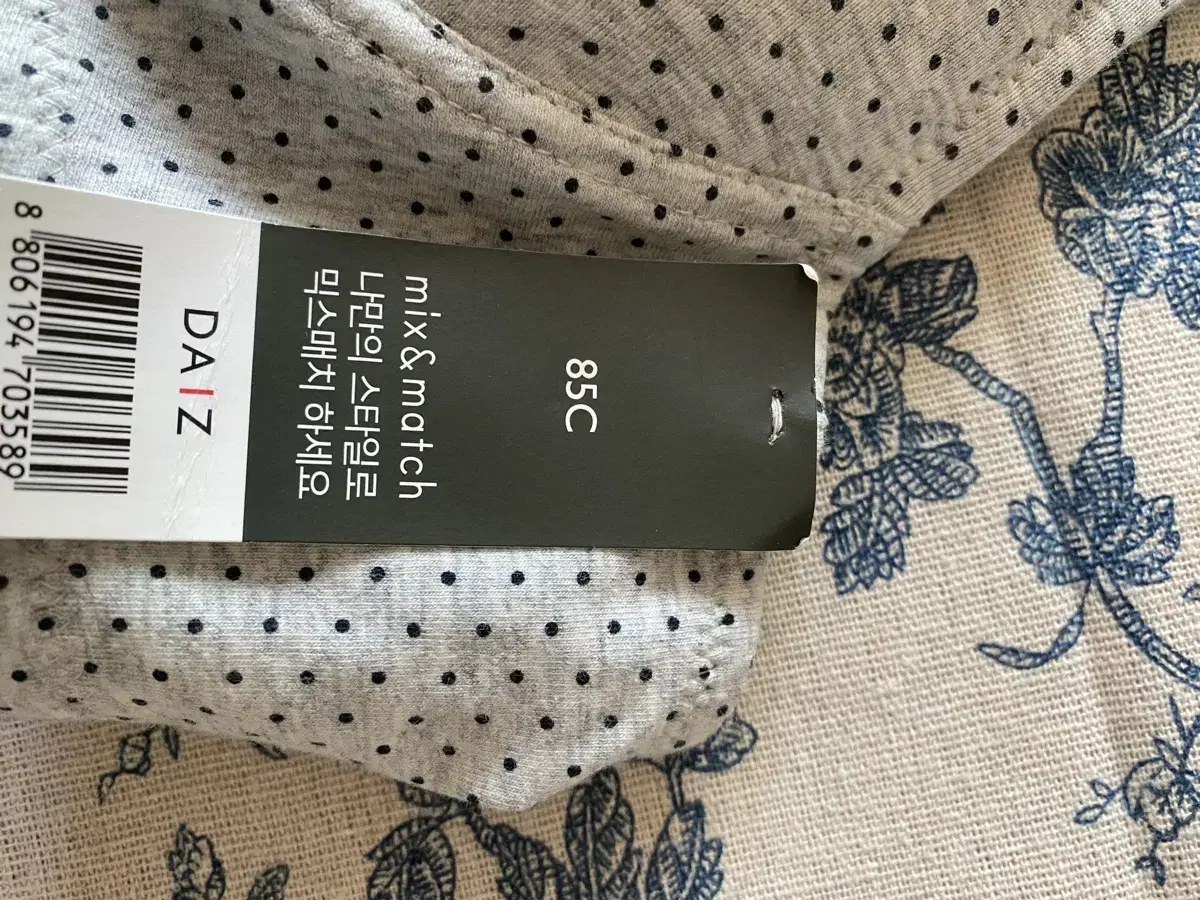 85C
mix&match
나만의 스타일로
믹스매치 하세요
DAIZ
8 806194 703589